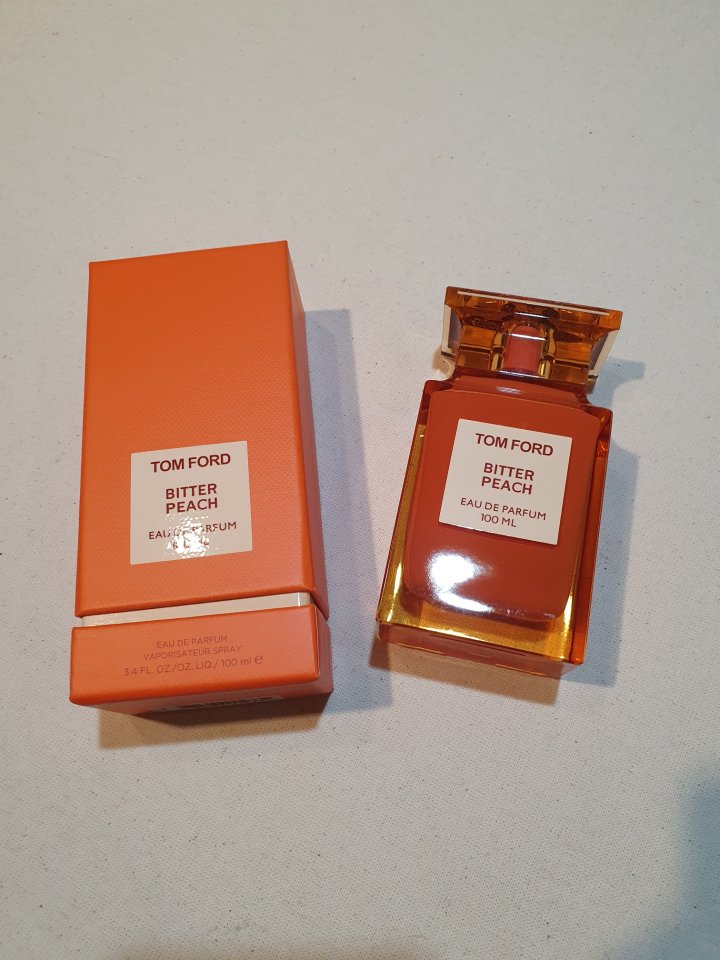 TOM FORD
BITTER
PEACH
EAU DE PARFUM
EAU DE PARFUM
VAPORISATEUR SPRAY
3.4 FL. OZ./OZ. LIQ./ 100 ml ℮
TOM FORD
BITTER
PEACH
EAU DE PARFUM
100 ML